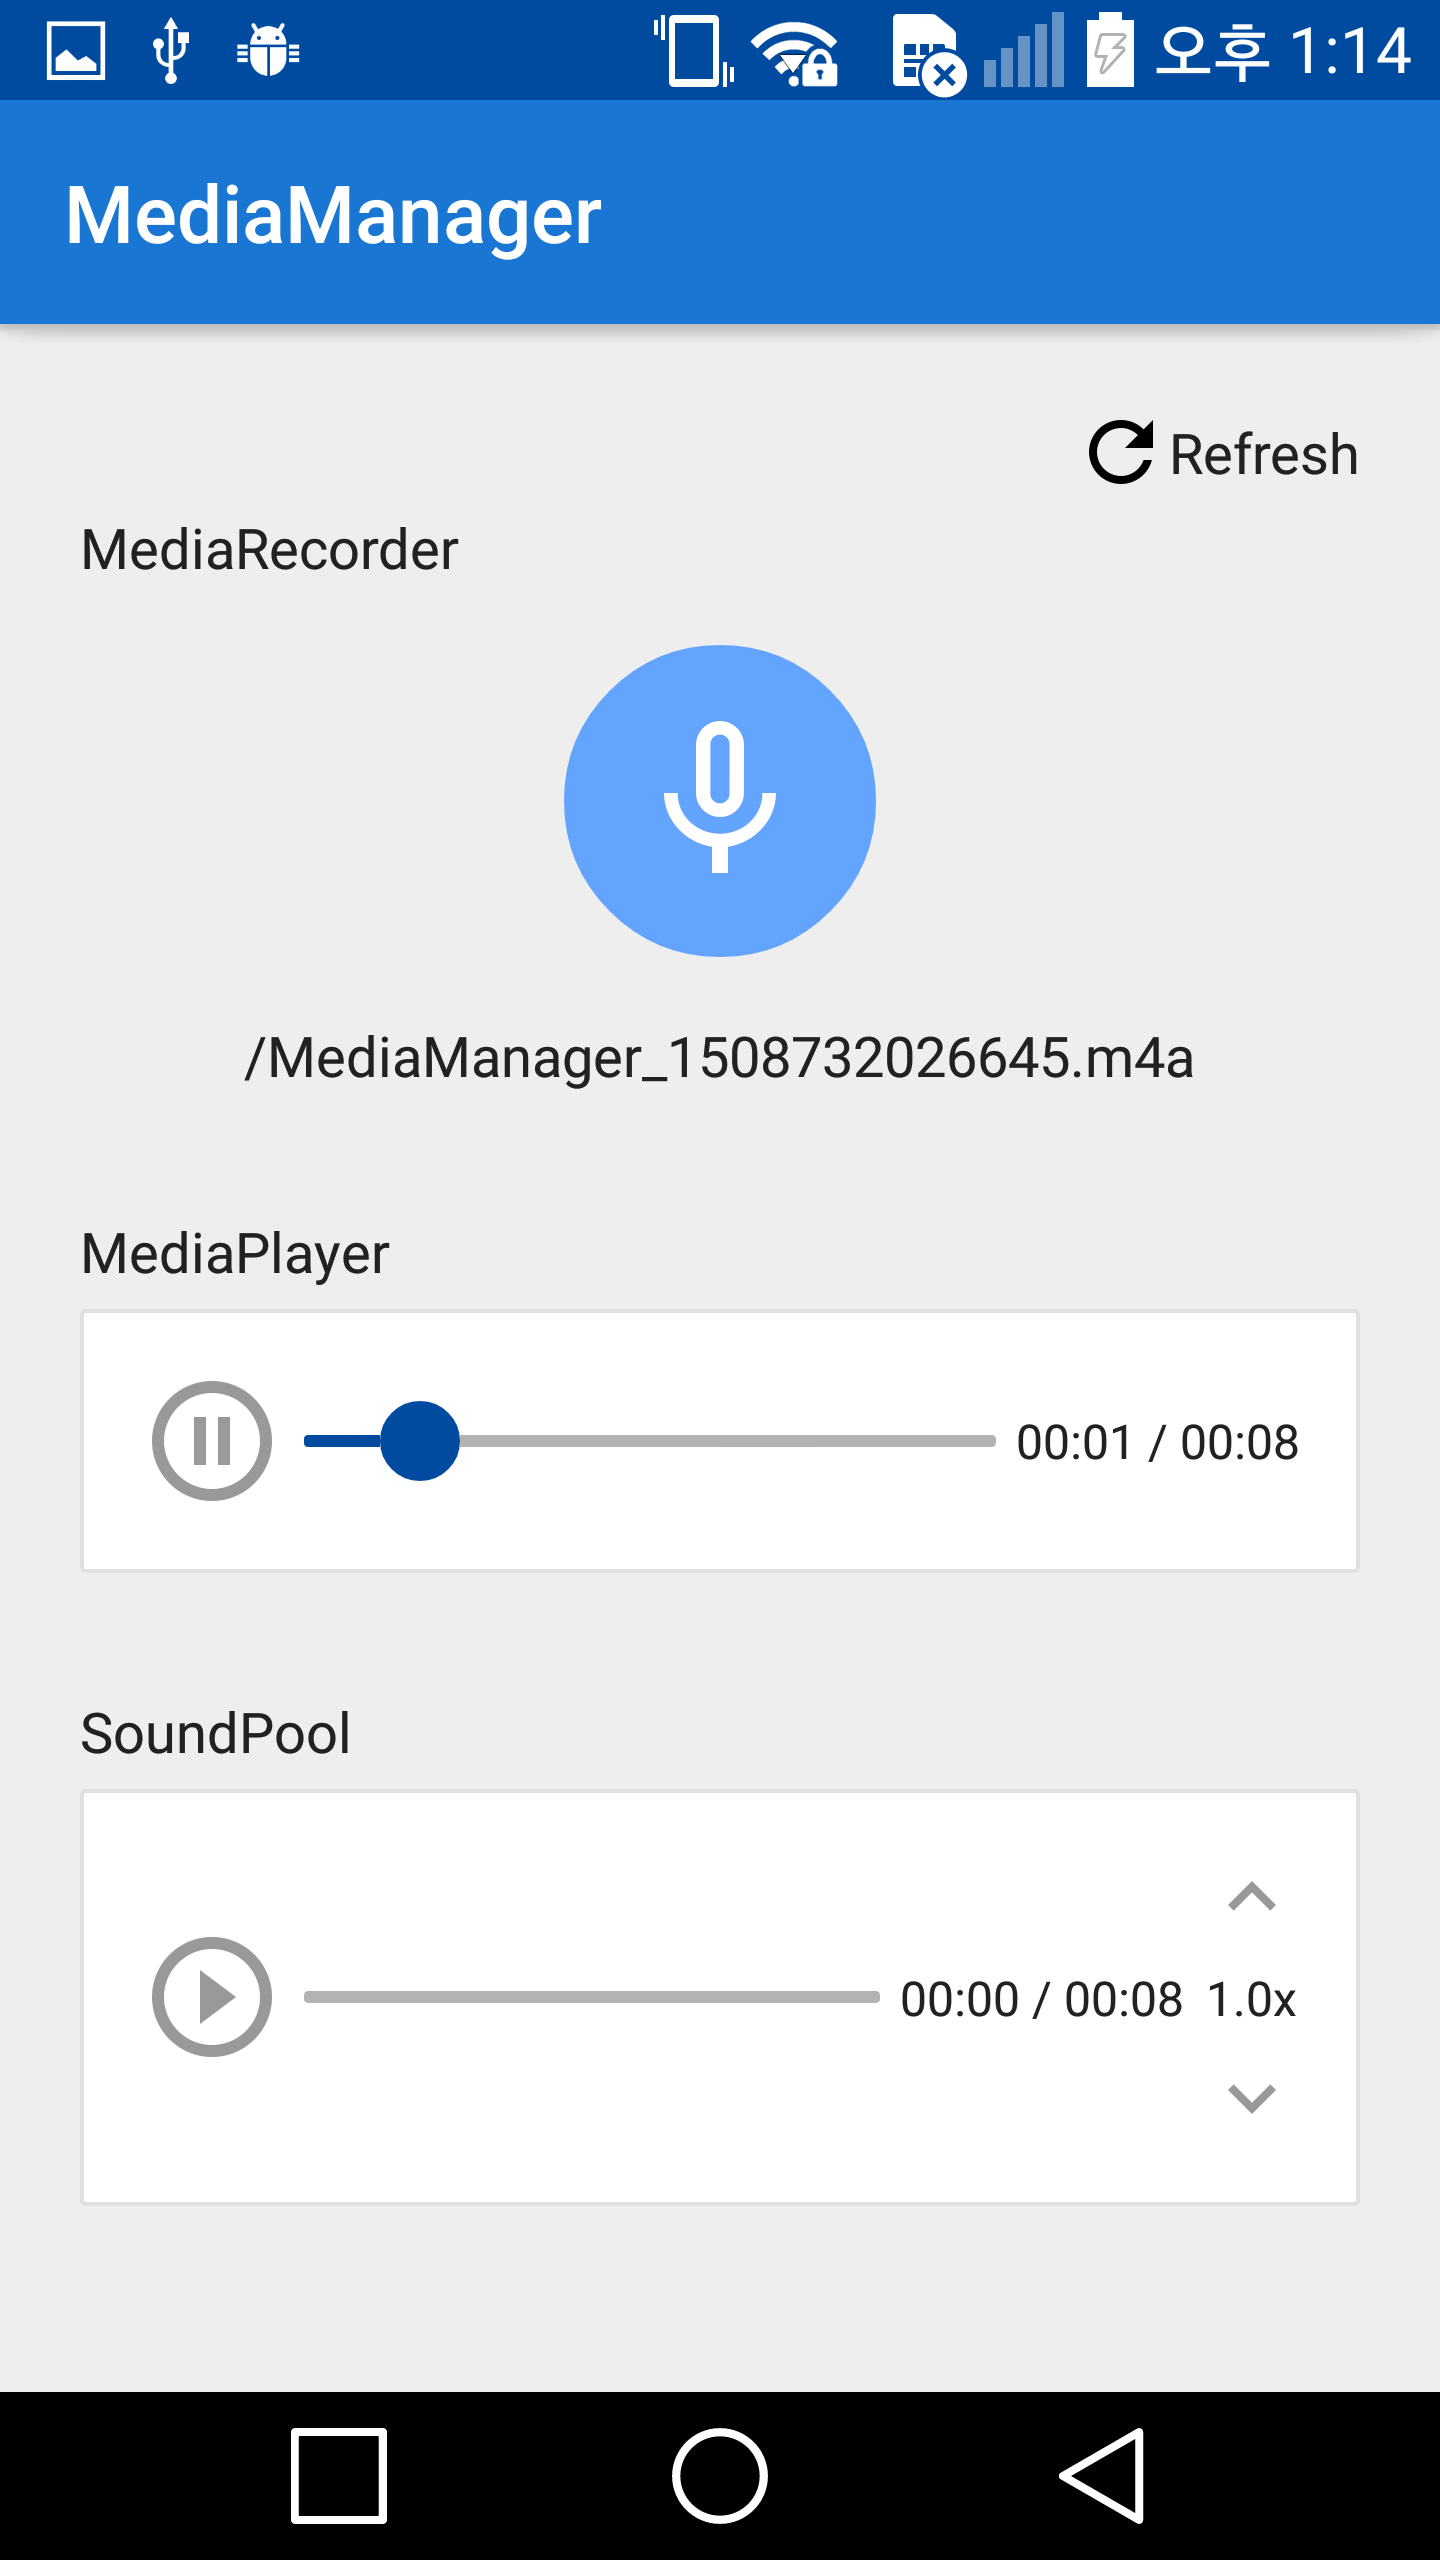 오후 1:14
MediaManager
Refresh
MediaRecorder
/MediaManager_1508732026645.m4a
MediaPlayer
00:01 / 00:08
SoundPool
00:00 / 00:08 1.0x